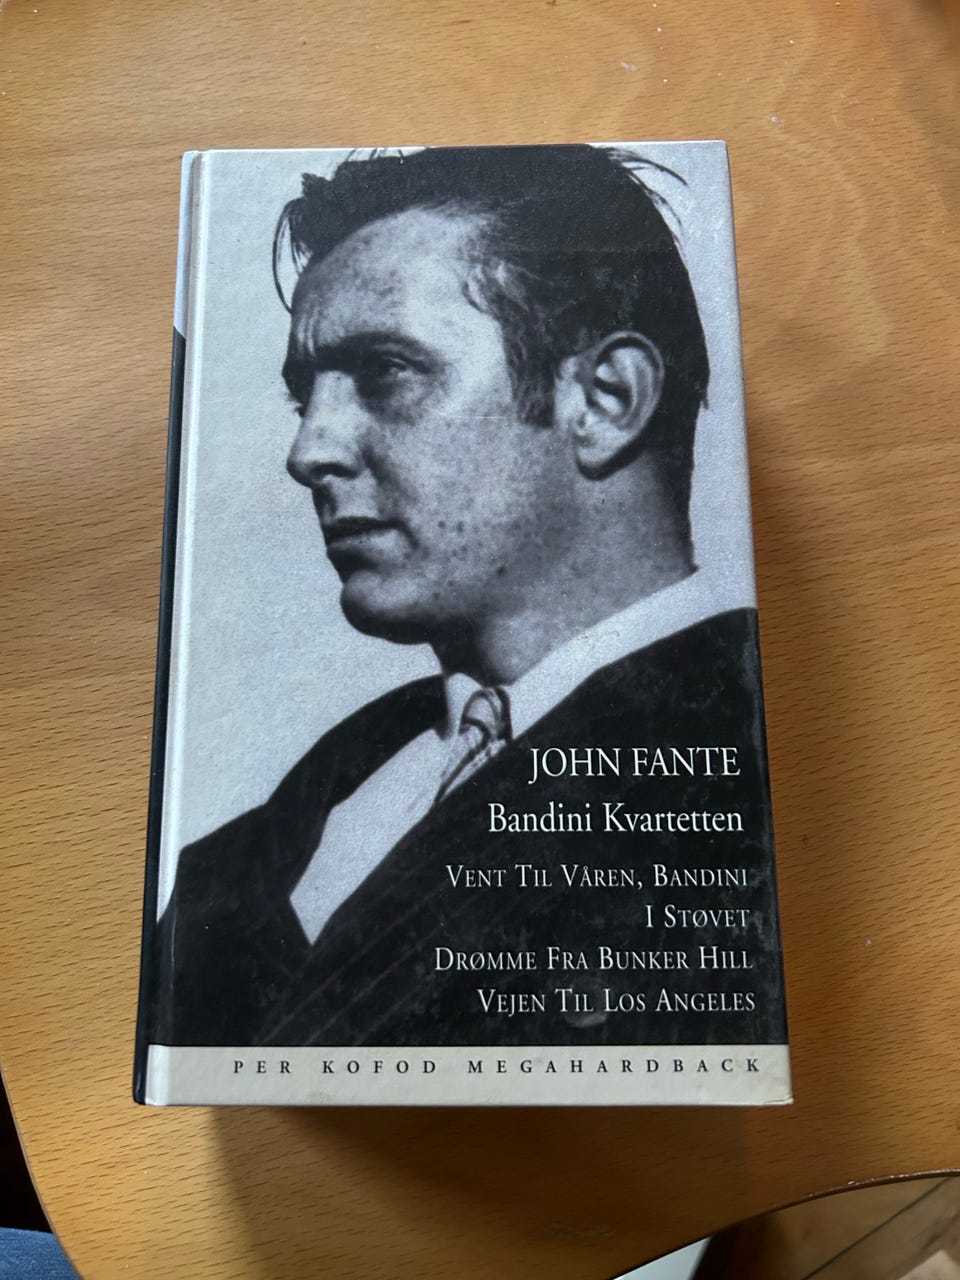 JOHN FANTE
Bandini Kvartetten
VENT TIL VÅREN, BANDINI
I STØVET
DRØMME FRA BUNKER HILL
VEJEN TIL LOS ANGELES
PER KOFOD MEGAHARDBACK